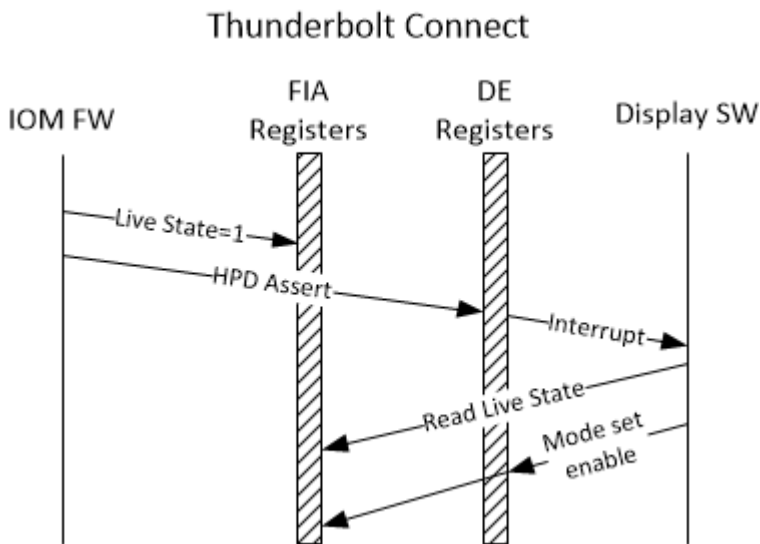 Thunderbolt Connect
IOM FW
FIA
Registers
DE
Registers
Display SW
Live State=1
HPD Assert
Interrupt
Read Live State
Mode set
enable